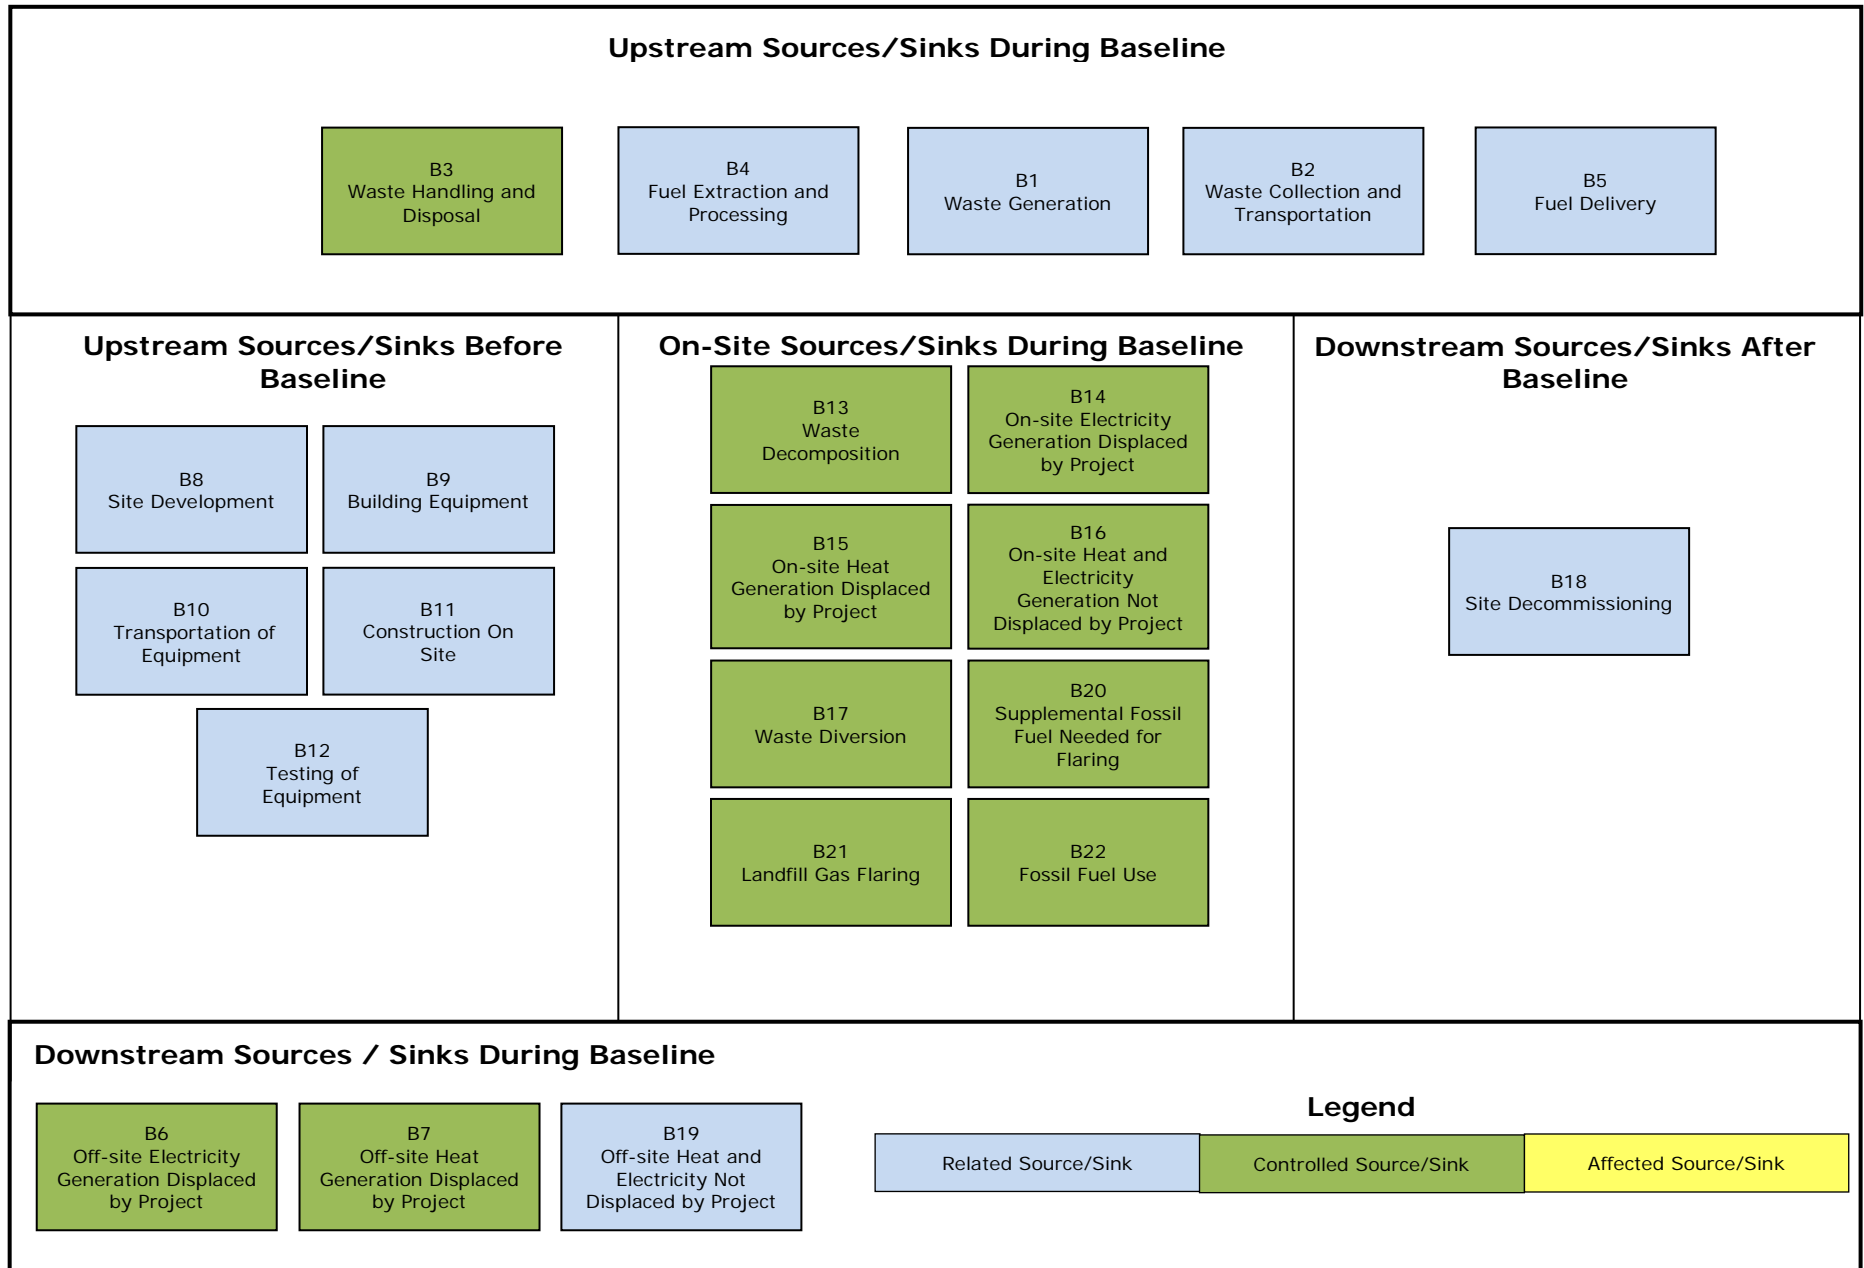 Upstream Sources/Sinks During Baseline
B3
Waste Handling and
Disposal
B4
Fuel Extraction and
Processing
B1
Waste Generation
B2
Waste Collection and
Transportation
B5
Fuel Delivery
Upstream Sources/Sinks Before
Baseline
B8
Site Development
B9
Building Equipment
B10
Transportation of
Equipment
B11
Construction On
Site
B12
Testing of
Equipment
On-Site Sources/Sinks During Baseline
B13
Waste
Decomposition
B14
On-site Electricity
Generation Displaced
by Project
B15
On-site Heat
Generation Displaced
by Project
B16
On-site Heat and
Electricity
Generation Not
Displaced by Project
B17
Waste Diversion
B20
Supplemental Fossil
Fuel Needed for
Flaring
B21
Landfill Gas Flaring
B22
Fossil Fuel Use
Downstream Sources/Sinks After
Baseline
B18
Site Decommissioning
Downstream Sources / Sinks During Baseline
B6
Off-site Electricity
Generation Displaced
by Project
B7
Off-site Heat
Generation Displaced
by Project
B19
Off-site Heat and
Electricity Not
Displaced by Project
Legend
Related Source/Sink
Controlled Source/Sink
Affected Source/Sink